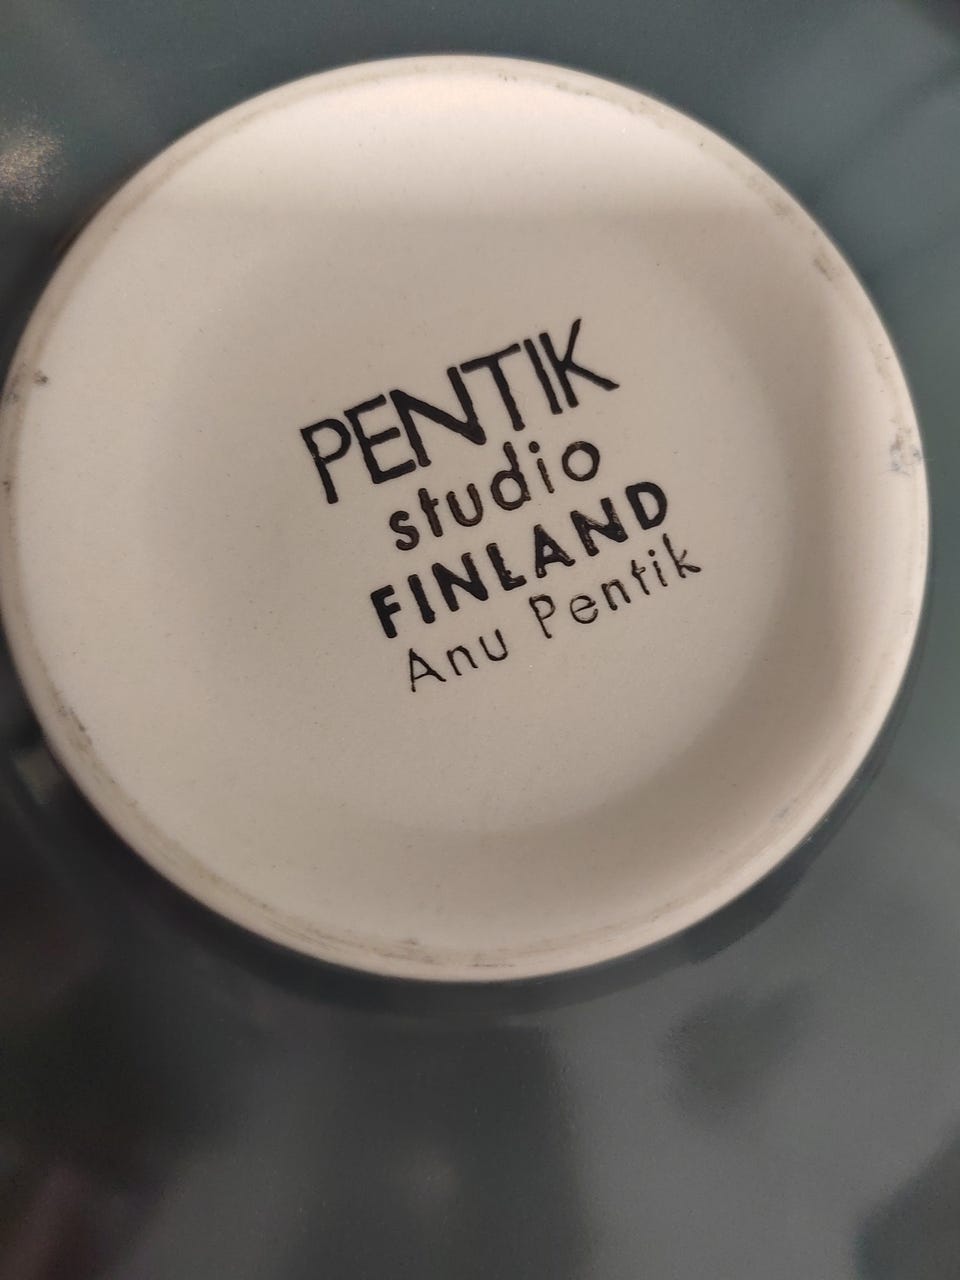 PENTIK
studio
FINLAND
Anu Pentik